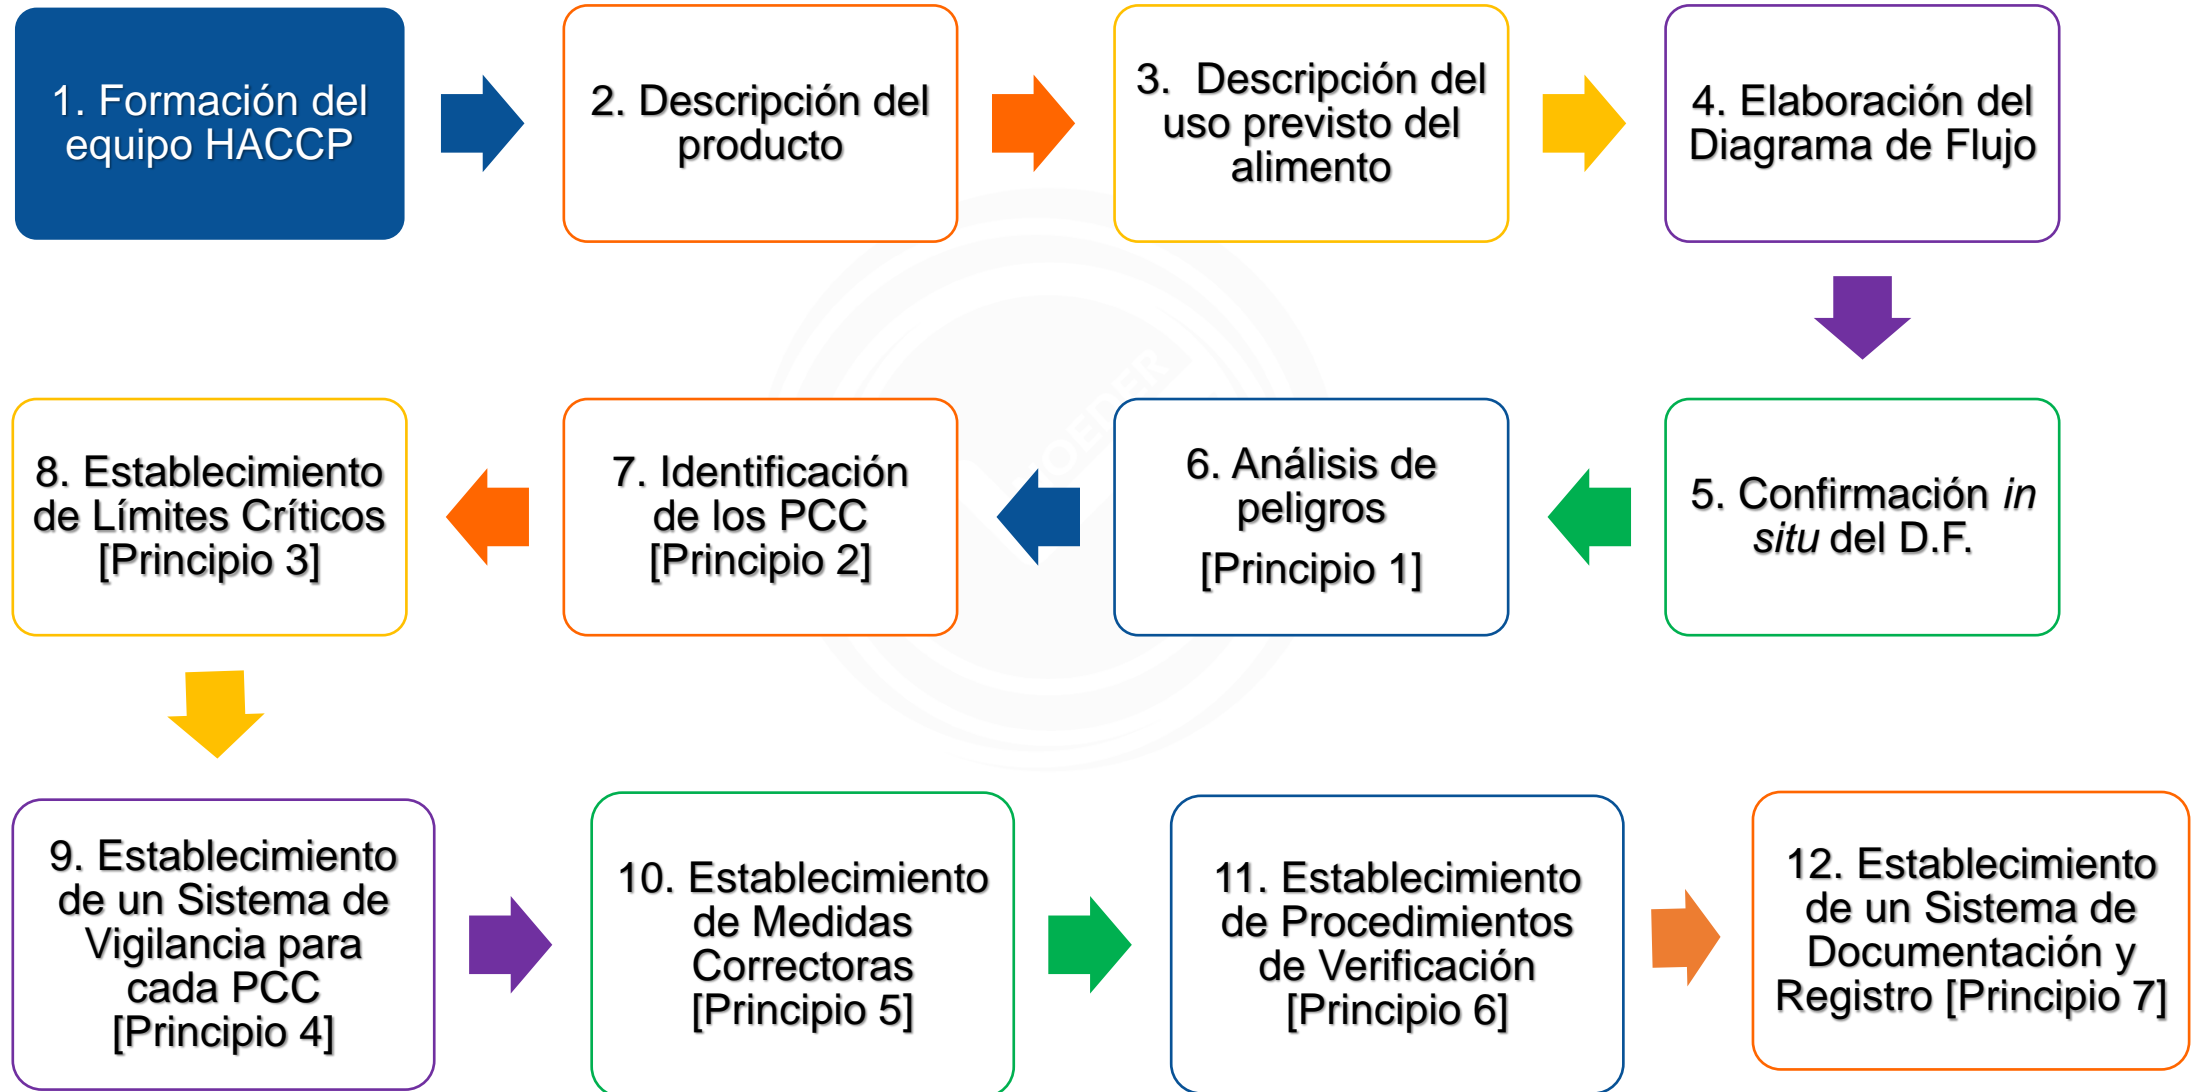 1. Formación del
equipo HACCP
2. Descripción del
producto
3. Descripción del
uso previsto del
alimento
4. Elaboración del
Diagrama de Flujo
5. Confirmación in
situ del D.F.
6. Análisis de
peligros
[Principio 1]
7. Identificación
de los PCC
[Principio 2]
8. Establecimiento
de Límites Críticos
[Principio 3]
9. Establecimiento
de un Sistema de
Vigilancia para
cada PCC
[Principio 4]
10. Establecimiento
de Medidas
Correctoras
[Principio 5]
11. Establecimiento
de Procedimientos
de Verificación
[Principio 6]
12. Establecimiento
de un Sistema de
Documentación y
Registro [Principio 7]